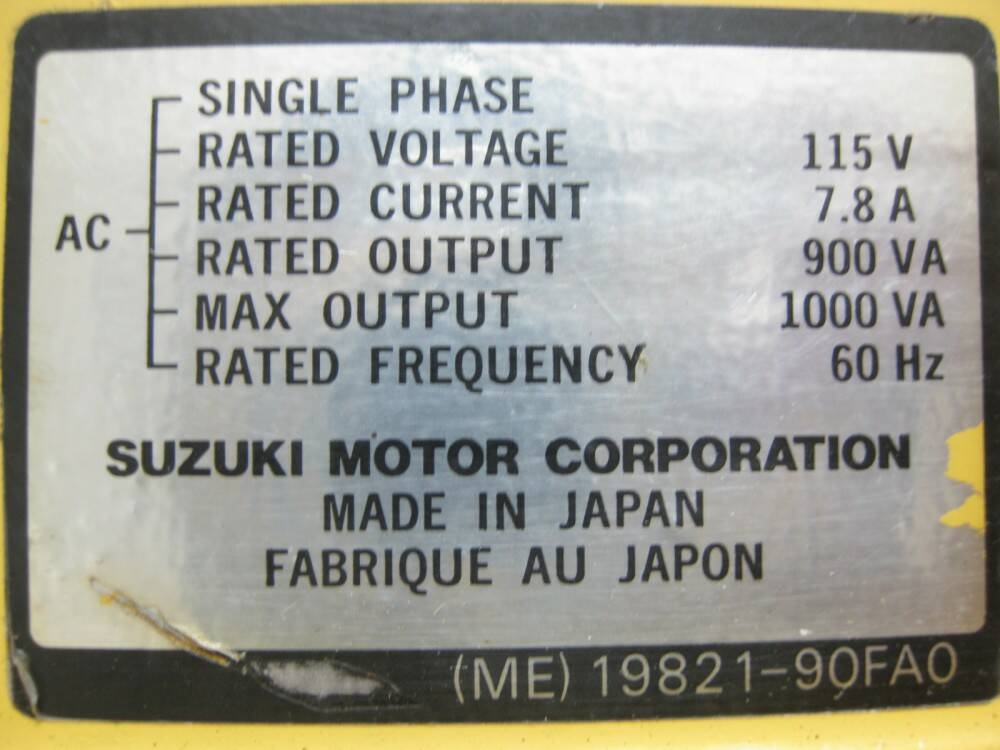 SINGLE PHASE
RATED VOLTAGE 115 V
RATED CURRENT 7.8 A
AC
RATED OUTPUT 900 VA
MAX OUTPUT 1000 VA
RATED FREQUENCY 60 Hz
SUZUKI MOTOR CORPORATION
MADE IN JAPAN
FABRIQUE AU JAPON
(ME) 19821-90FA0